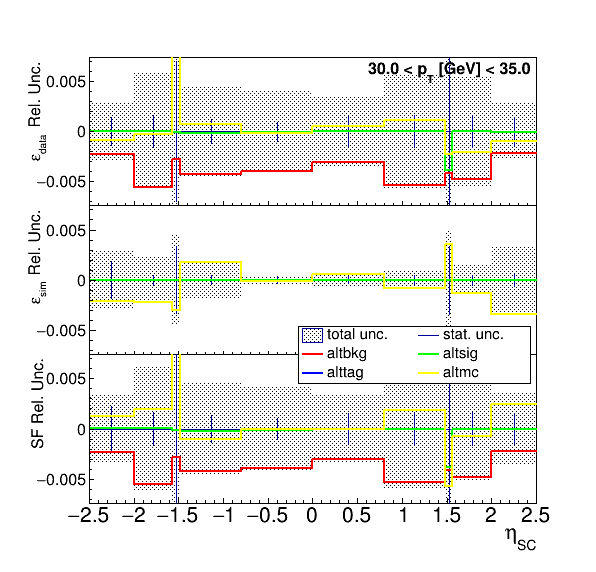 30.0 < p_T [GeV] < 35.0
ε_data Rel. Unc.
0.005
0
−0.005
ε_sim Rel. Unc.
0.005
0
−0.005
total unc. stat. unc.
altbkg altsig
alttag altmc
SF Rel. Unc.
0.005
0
−0.005
−2.5 −2 −1.5 −1 −0.5 0 0.5 1 1.5 2 2.5
η_SC